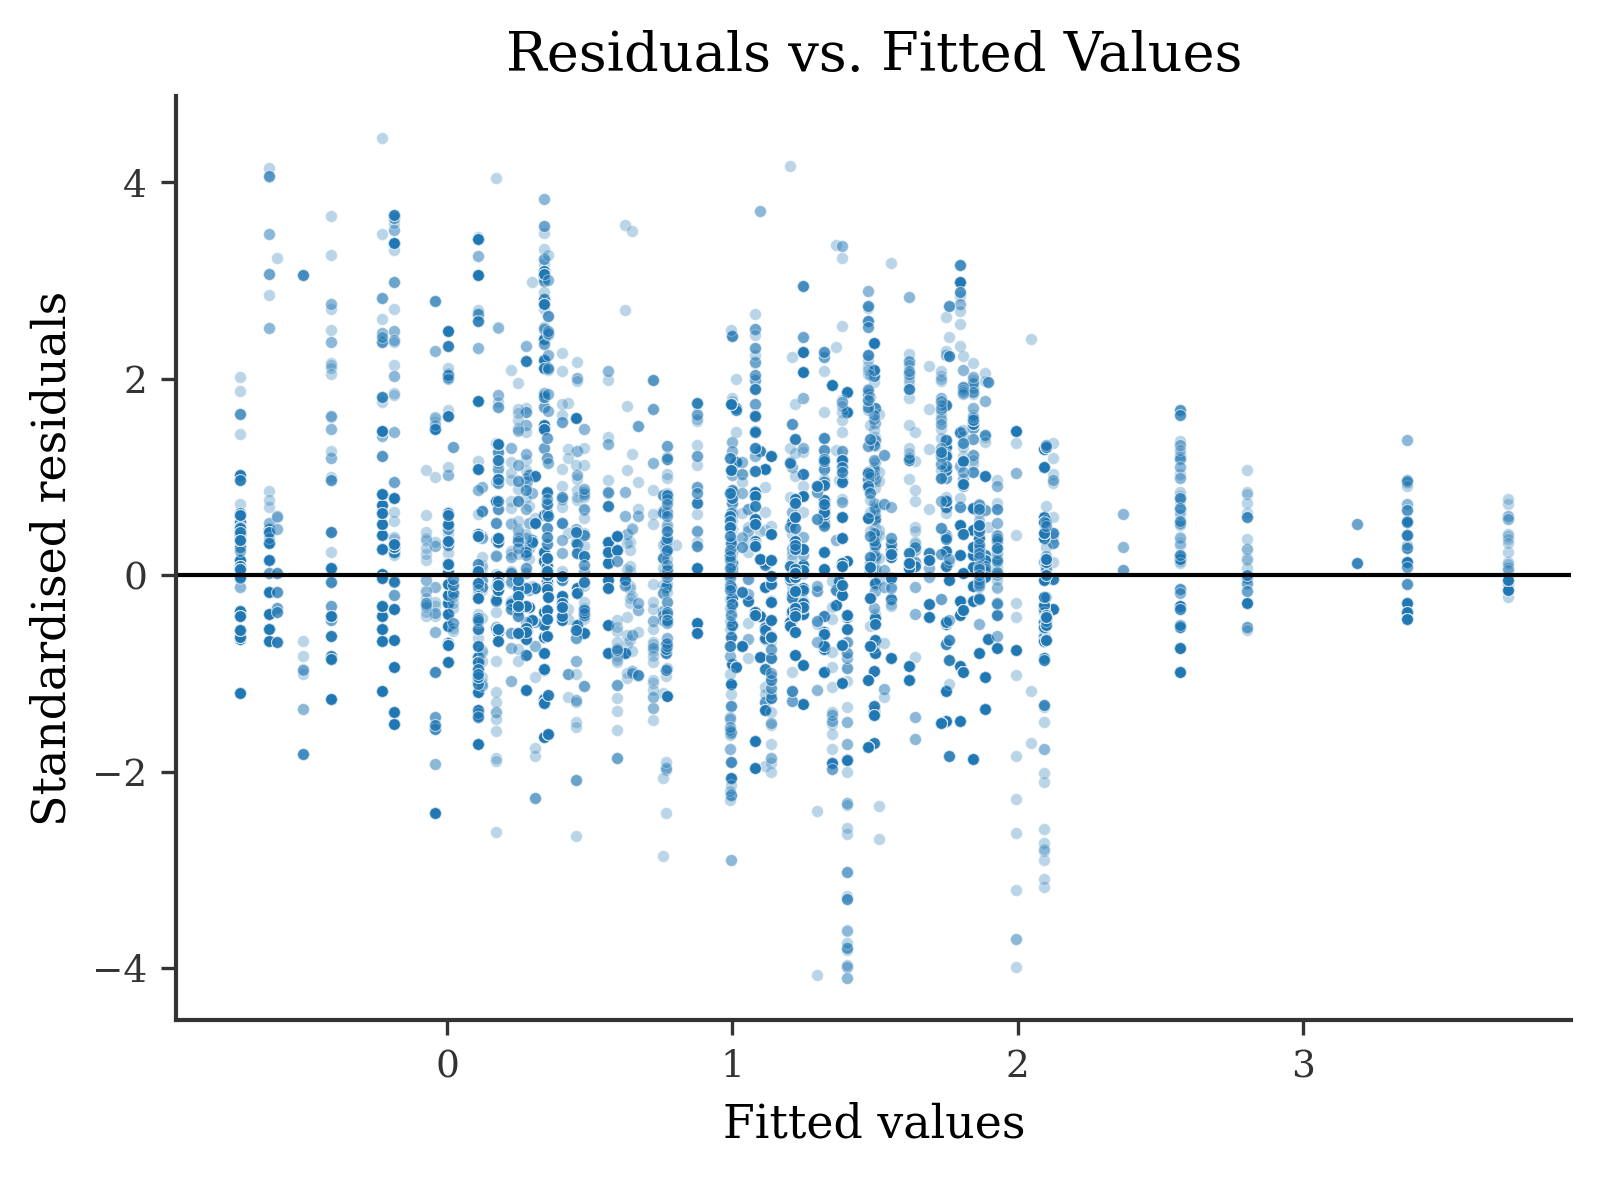 Residuals vs. Fitted Values
Standardised residuals
4
2
0
−2
−4
0 1 2 3
Fitted values